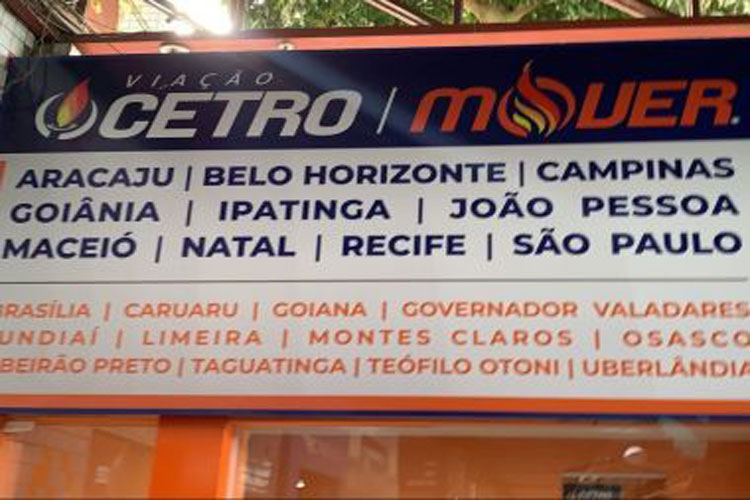 VIAÇÃO
CETRO / MOVER.
ARACAJU | BELO HORIZONTE | CAMPINAS
GOIÂNIA | IPATINGA | JOÃO PESSOA
MACEIÓ | NATAL | RECIFE | SÃO PAULO
BRASÍLIA | CARUARU | GOIANA | GOVERNADOR VALADARES
UNDIAÍ | LIMEIRA | MONTES CLAROS | OSASCO
BEIRÃO PRETO | TAGUATINGA | TEÓFILO OTONI | UBERLÂNDIA